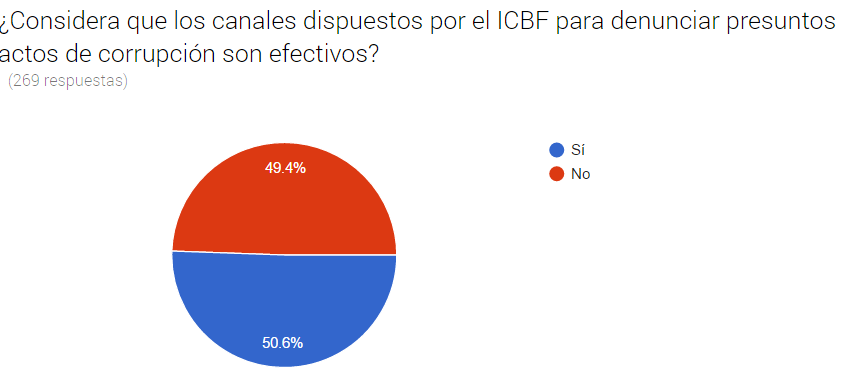 ¿Considera que los canales dispuestos por el ICBF para denunciar presuntos
actos de corrupción son efectivos?
(269 respuestas)
49.4%
50.6%
Sí
No